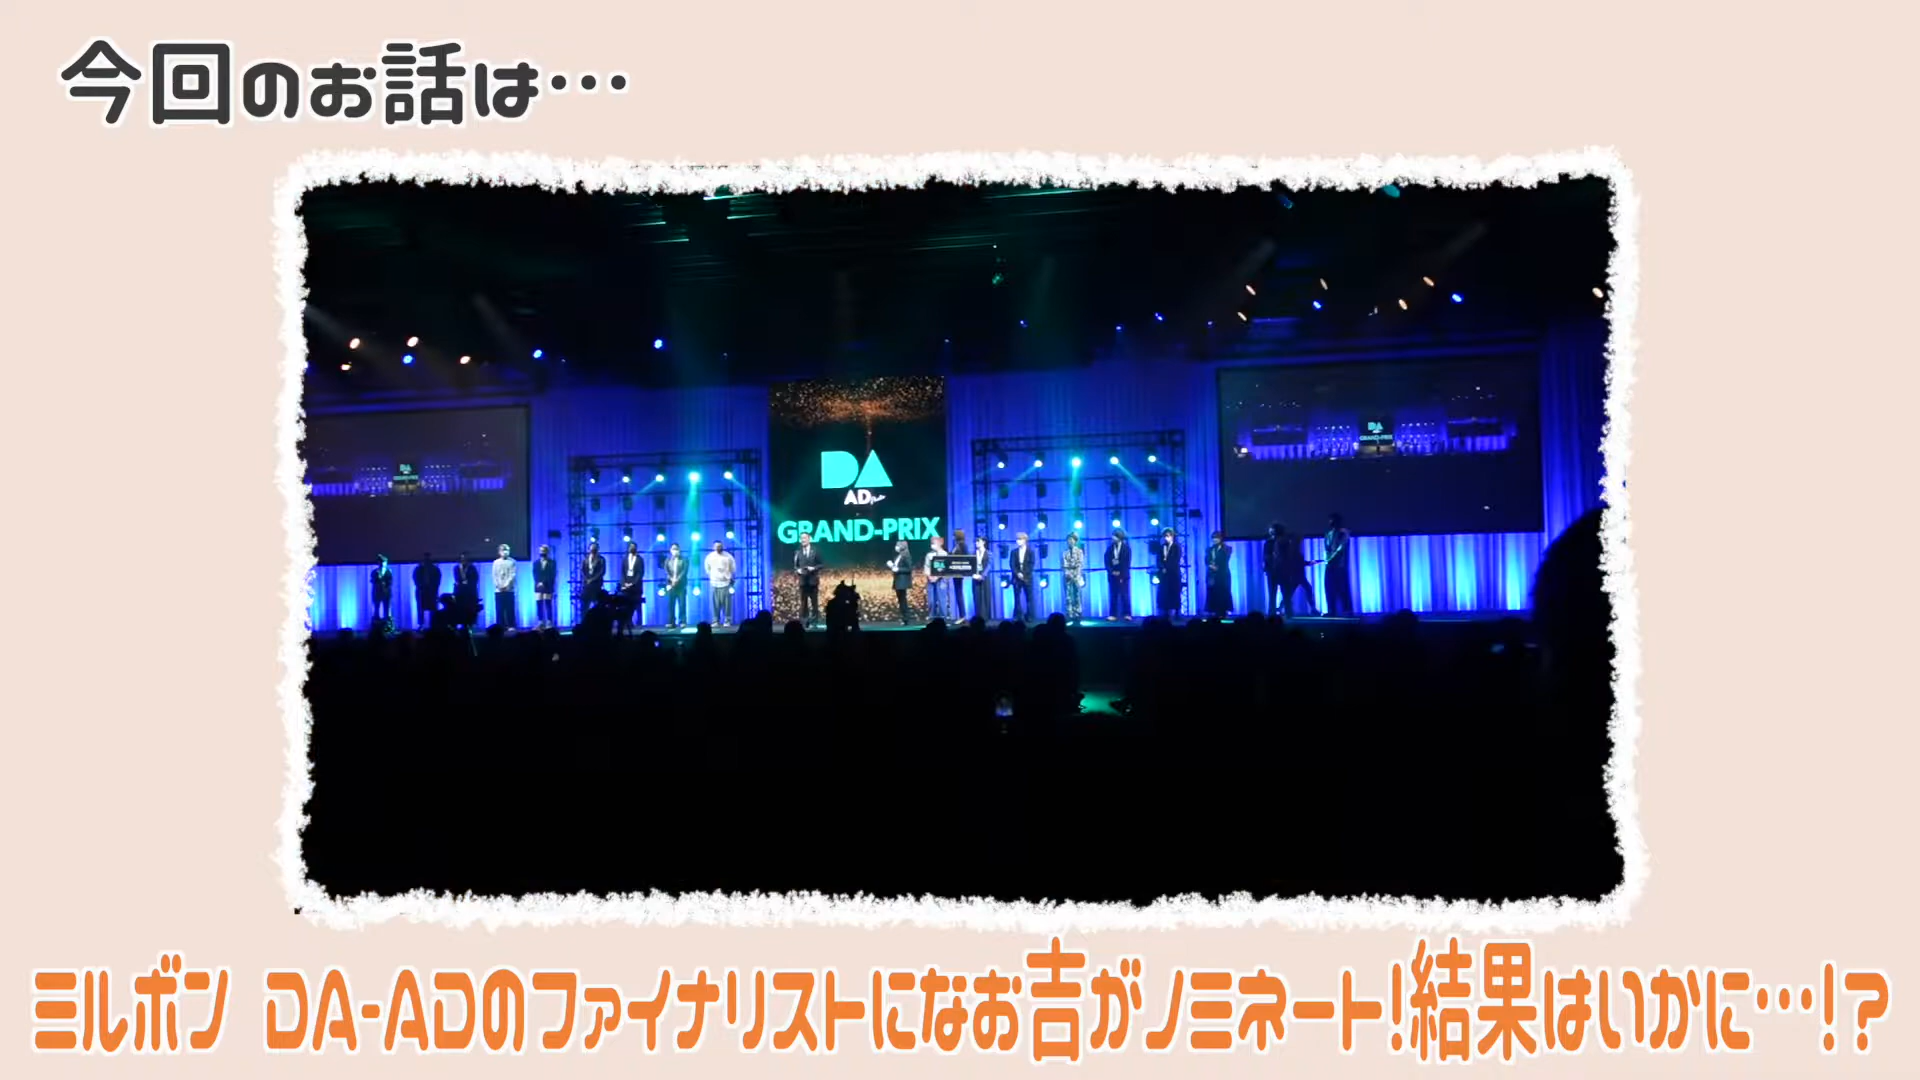 今回のお話は…
DA
AD
GRAND-PRIX
ミルボン DA-ADのファイナリストになお吉がノミネート!結果はいかに…!?